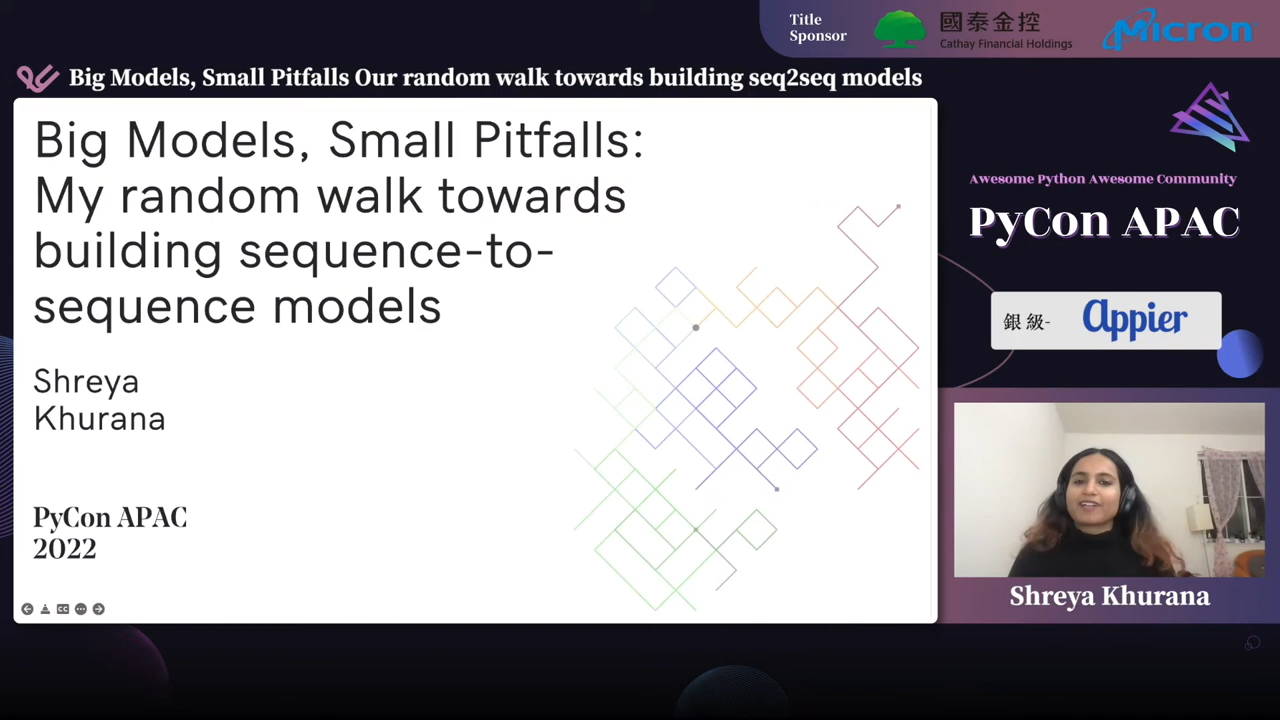 Title
Sponsor
國泰金控
Cathay Financial Holdings
Micron
Big Models, Small Pitfalls Our random walk towards building seq2seq models
Big Models, Small Pitfalls:
My random walk towards
building sequence-to-
sequence models
Shreya
Khurana
PyCon APAC
2022
CC
Awesome Python Awesome Community
PyCon APAC
銀級-
appier
Shreya Khurana